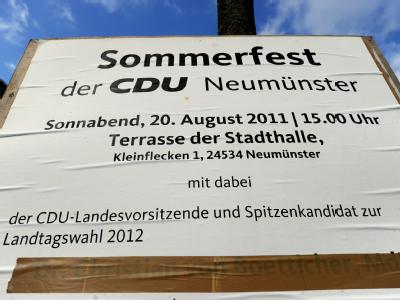 Sommerfest
der CDU Neumünster
Sonnabend, 20. August 2011 | 15.00 Uhr
Terrasse der Stadthalle,
Kleinflecken 1, 24534 Neumünster
mit dabei
der CDU-Landesvorsitzende und Spitzenkandidat zur
Landtagswahl 2012
Boetticher,